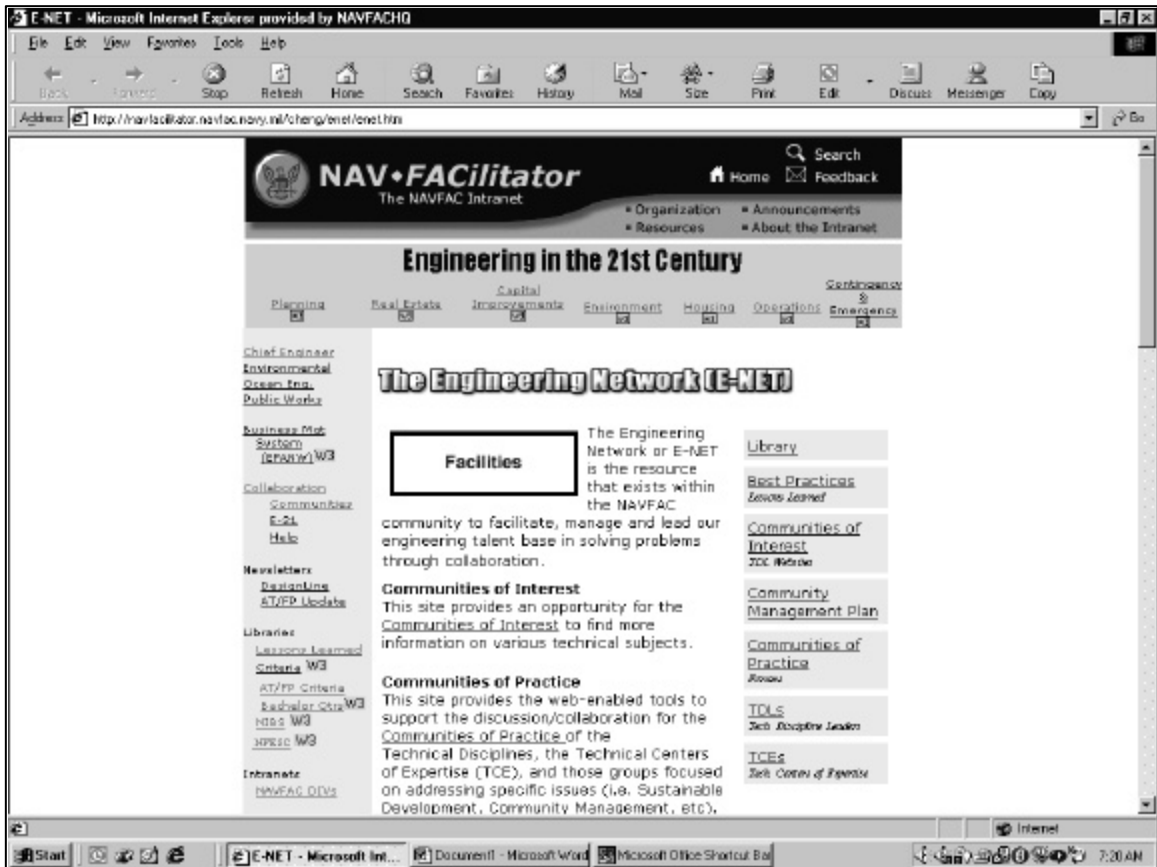 E-NET - Microsoft Internet Explorer provided by NAVFACHQ
File Edit View Favorites Tools Help
Back Forward Stop Refresh Home Search Favorites History Mail Size Print Edit Discuss Messenger Copy
Address http://navfacilitator.navfac.navy.mil/cheng/enet/enet.htm Go
Search
NAV•FACilitator Home Feedback
The NAVFAC Intranet
Organization Announcements
Resources About the Intranet
Engineering in the 21st Century
Planning Real Estate Capital Improvements Environment Housing Operations Contingency & Emergency
Chief Engineer
Environmental
Ocean Eng.
Public Works
Business Mgt
System
W3
Collaboration
Communities
E-21
Help
Newsletters
DesignLine
AT/FP Update
Libraries
Lessons Learned
Criteria W3
AT/FP Criteria
Bachelor Qtrs W3
NIBS W3
W3
Intranets
NAVFAC DIVs
The Engineering Network (E-NET)
Facilities
The Engineering
Network or E-NET
is the resource
that exists within
the NAVFAC
community to facilitate, manage and lead our
engineering talent base in solving problems
through collaboration.
Communities of Interest
This site provides an opportunity for the
Communities of Interest to find more
information on various technical subjects.
Communities of Practice
This site provides the web-enabled tools to
support the discussion/collaboration for the
Communities of Practice of the
Technical Disciplines, the Technical Centers
of Expertise (TCE), and those groups focused
on addressing specific issues (i.e. Sustainable
Development, Community Management, etc).
Library
Best Practices
Lessons Learned
Communities of
Interest
TDL Websites
Community
Management Plan
Communities of
Practice
TDLs
Tech Discipline Leaders
TCEs
Tech Centers of Expertise
Internet
Start E-NET - Microsoft Int... Document1 - Microsoft Word Microsoft Office Shortcut Bar 7:20 AM